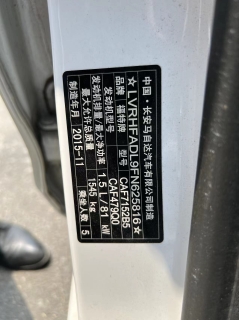 中国·长安马自达汽车有限公司制造
☆LVRHFADL9FN625816☆
品牌 福特牌 型号 CAF7152B5
发动机型号 CAF479Q0
发动机排量/最大净功率 1.5 L/81 kW
最大允许总质量 1545 kg
制造年月 2015-11 乘坐人数 5